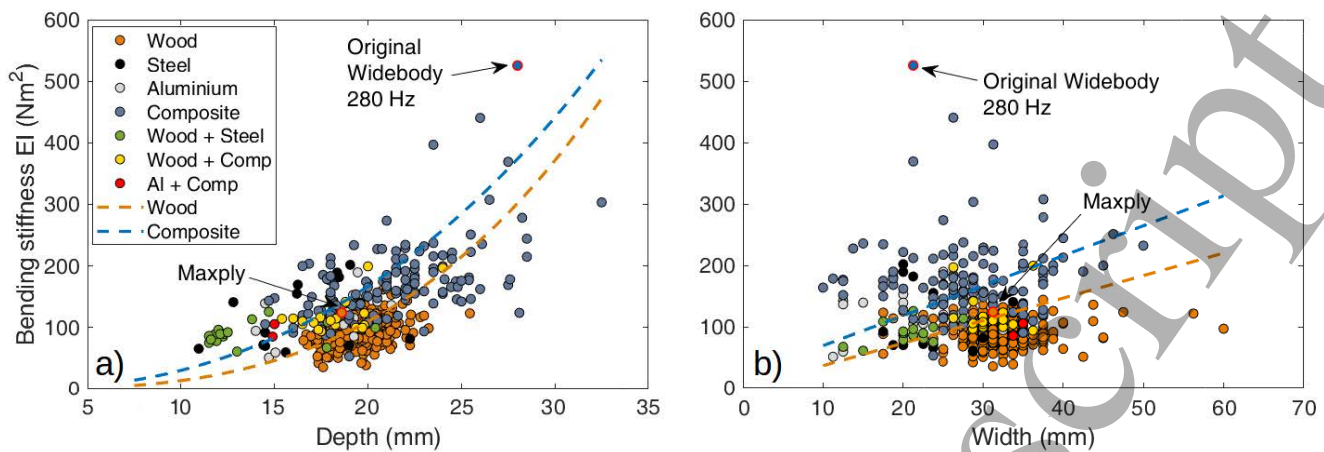 600
500
400
300
200
100
0
Bending stiffness EI (Nm²)
Wood
Steel
Aluminium
Composite
Wood + Steel
Wood + Comp
Al + Comp
Wood
Composite
Original
Widebody
280 Hz
Maxply
a)
5 10 15 20 25 30 35
Depth (mm)
600
500
400
300
200
100
0
Original Widebody
280 Hz
Maxply
b)
0 10 20 30 40 50 60 70
Width (mm)
script